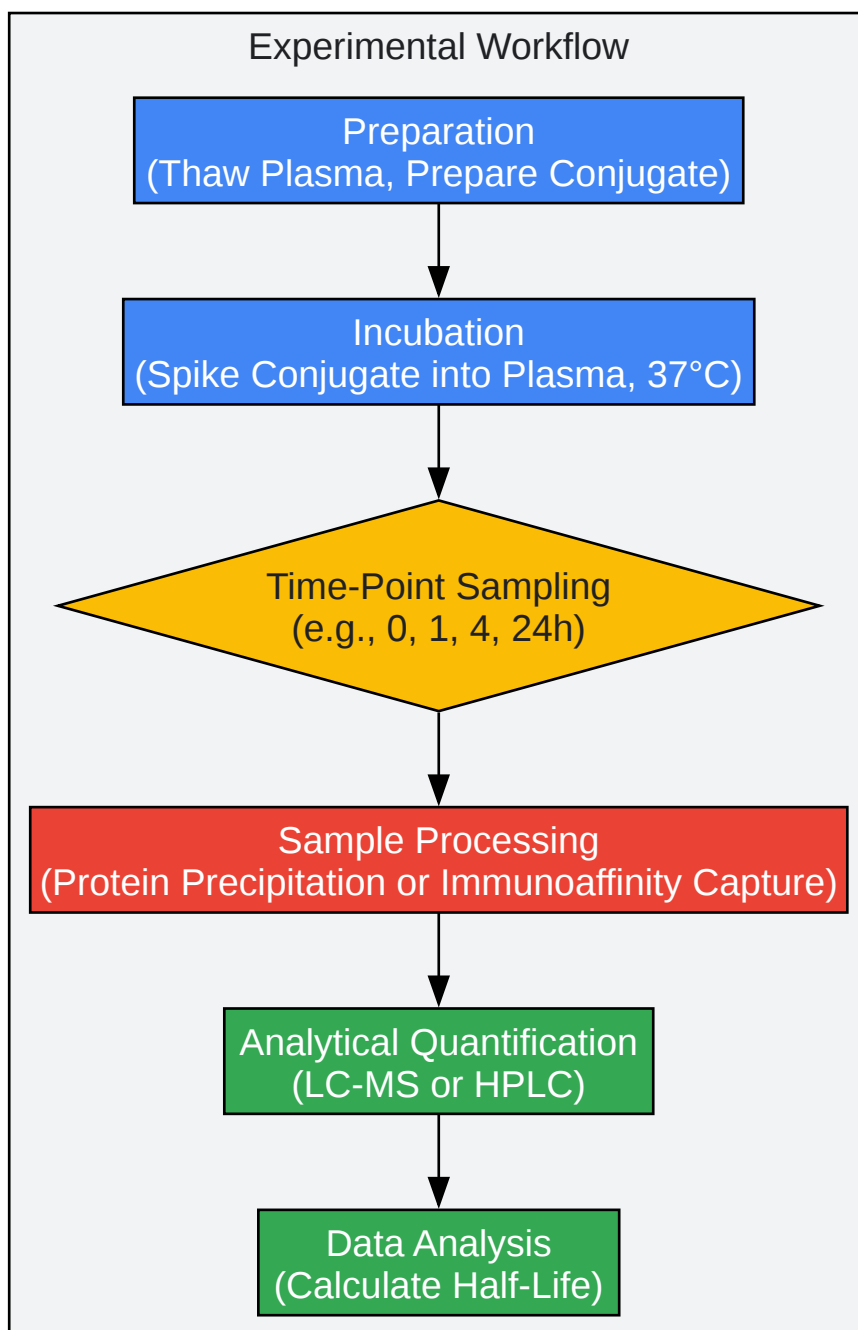 Experimental Workflow
Preparation
(Thaw Plasma, Prepare Conjugate)
Incubation
(Spike Conjugate into Plasma, 37°C)
Time-Point Sampling
(e.g., 0, 1, 4, 24h)
Sample Processing
(Protein Precipitation or Immunoaffinity Capture)
Analytical Quantification
(LC-MS or HPLC)
Data Analysis
(Calculate Half-Life)